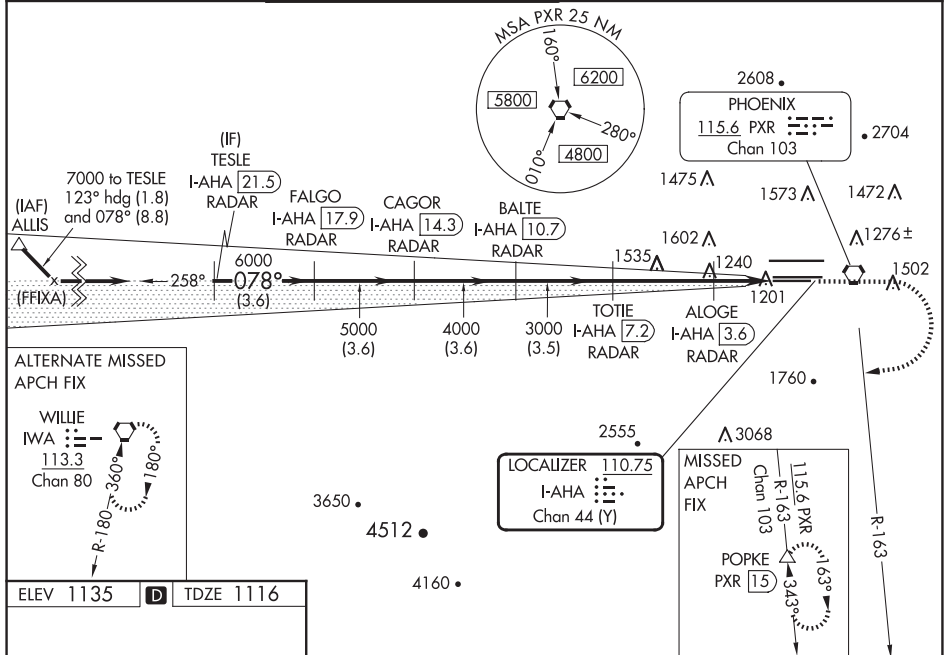 MSA PXR 25 NM
160°
6200
5800
280°
4800
010°
2608
PHOENIX
115.6 PXR
Chan 103
2704
1475
1573
1472
1276±
1502
(IF)
TESLE
I-AHA 21.5
RADAR
7000 to TESLE
123° hdg (1.8)
and 078° (8.8)
(IAF)
ALLIS
(FFIXA)
FALGO
I-AHA 17.9
RADAR
CAGOR
I-AHA 14.3
RADAR
BALTE
I-AHA 10.7
RADAR
1602
1535
1240
1201
258°
6000
078°
(3.6)
5000
(3.6)
4000
(3.6)
3000
(3.5)
TOTIE
I-AHA 7.2
RADAR
ALOGE
I-AHA 3.6
RADAR
1760
ALTERNATE MISSED
APCH FIX
WILLIE
IWA
113.3
Chan 80
360°
180°
R-180
2555
3068
LOCALIZER 110.75
I-AHA
Chan 44 (Y)
3650
4512
4160
MISSED
APCH
FIX
115.6 PXR
Chan 103
R-163
POPKE
PXR 15
163°
343°
R-163
ELEV 1135
D
TDZE 1116